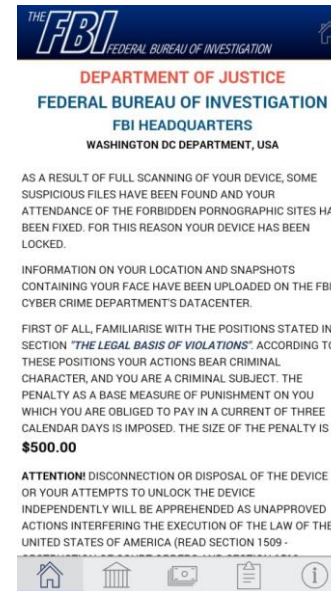 THE
FBI FEDERAL BUREAU OF INVESTIGATION
DEPARTMENT OF JUSTICE
FEDERAL BUREAU OF INVESTIGATION
FBI HEADQUARTERS
WASHINGTON DC DEPARTMENT, USA
AS A RESULT OF FULL SCANNING OF YOUR DEVICE, SOME
SUSPICIOUS FILES HAVE BEEN FOUND AND YOUR
ATTENDANCE OF THE FORBIDDEN PORNOGRAPHIC SITES HA
BEEN FIXED. FOR THIS REASON YOUR DEVICE HAS BEEN
LOCKED.
INFORMATION ON YOUR LOCATION AND SNAPSHOTS
CONTAINING YOUR FACE HAVE BEEN UPLOADED ON THE FBI
CYBER CRIME DEPARTMENT'S DATACENTER.
FIRST OF ALL, FAMILIARISE WITH THE POSITIONS STATED IN
SECTION "THE LEGAL BASIS OF VIOLATIONS". ACCORDING TO
THESE POSITIONS YOUR ACTIONS BEAR CRIMINAL
CHARACTER, AND YOU ARE A CRIMINAL SUBJECT. THE
PENALTY AS A BASE MEASURE OF PUNISHMENT ON YOU
WHICH YOU ARE OBLIGED TO PAY IN A CURRENT OF THREE
CALENDAR DAYS IS IMPOSED. THE SIZE OF THE PENALTY IS
$500.00
ATTENTION! DISCONNECTION OR DISPOSAL OF THE DEVICE
OR YOUR ATTEMPTS TO UNLOCK THE DEVICE
INDEPENDENTLY WILL BE APPREHENDED AS UNAPPROVED
ACTIONS INTERFERING THE EXECUTION OF THE LAW OF THE
UNITED STATES OF AMERICA (READ SECTION 1509 -